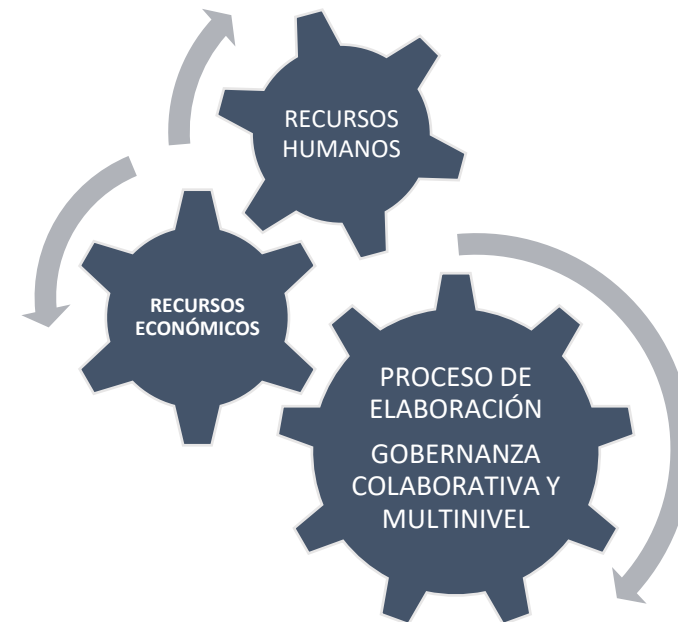 RECURSOS
HUMANOS
RECURSOS
ECONÓMICOS
PROCESO DE
ELABORACIÓN
GOBERNANZA
COLABORATIVA Y
MULTINIVEL